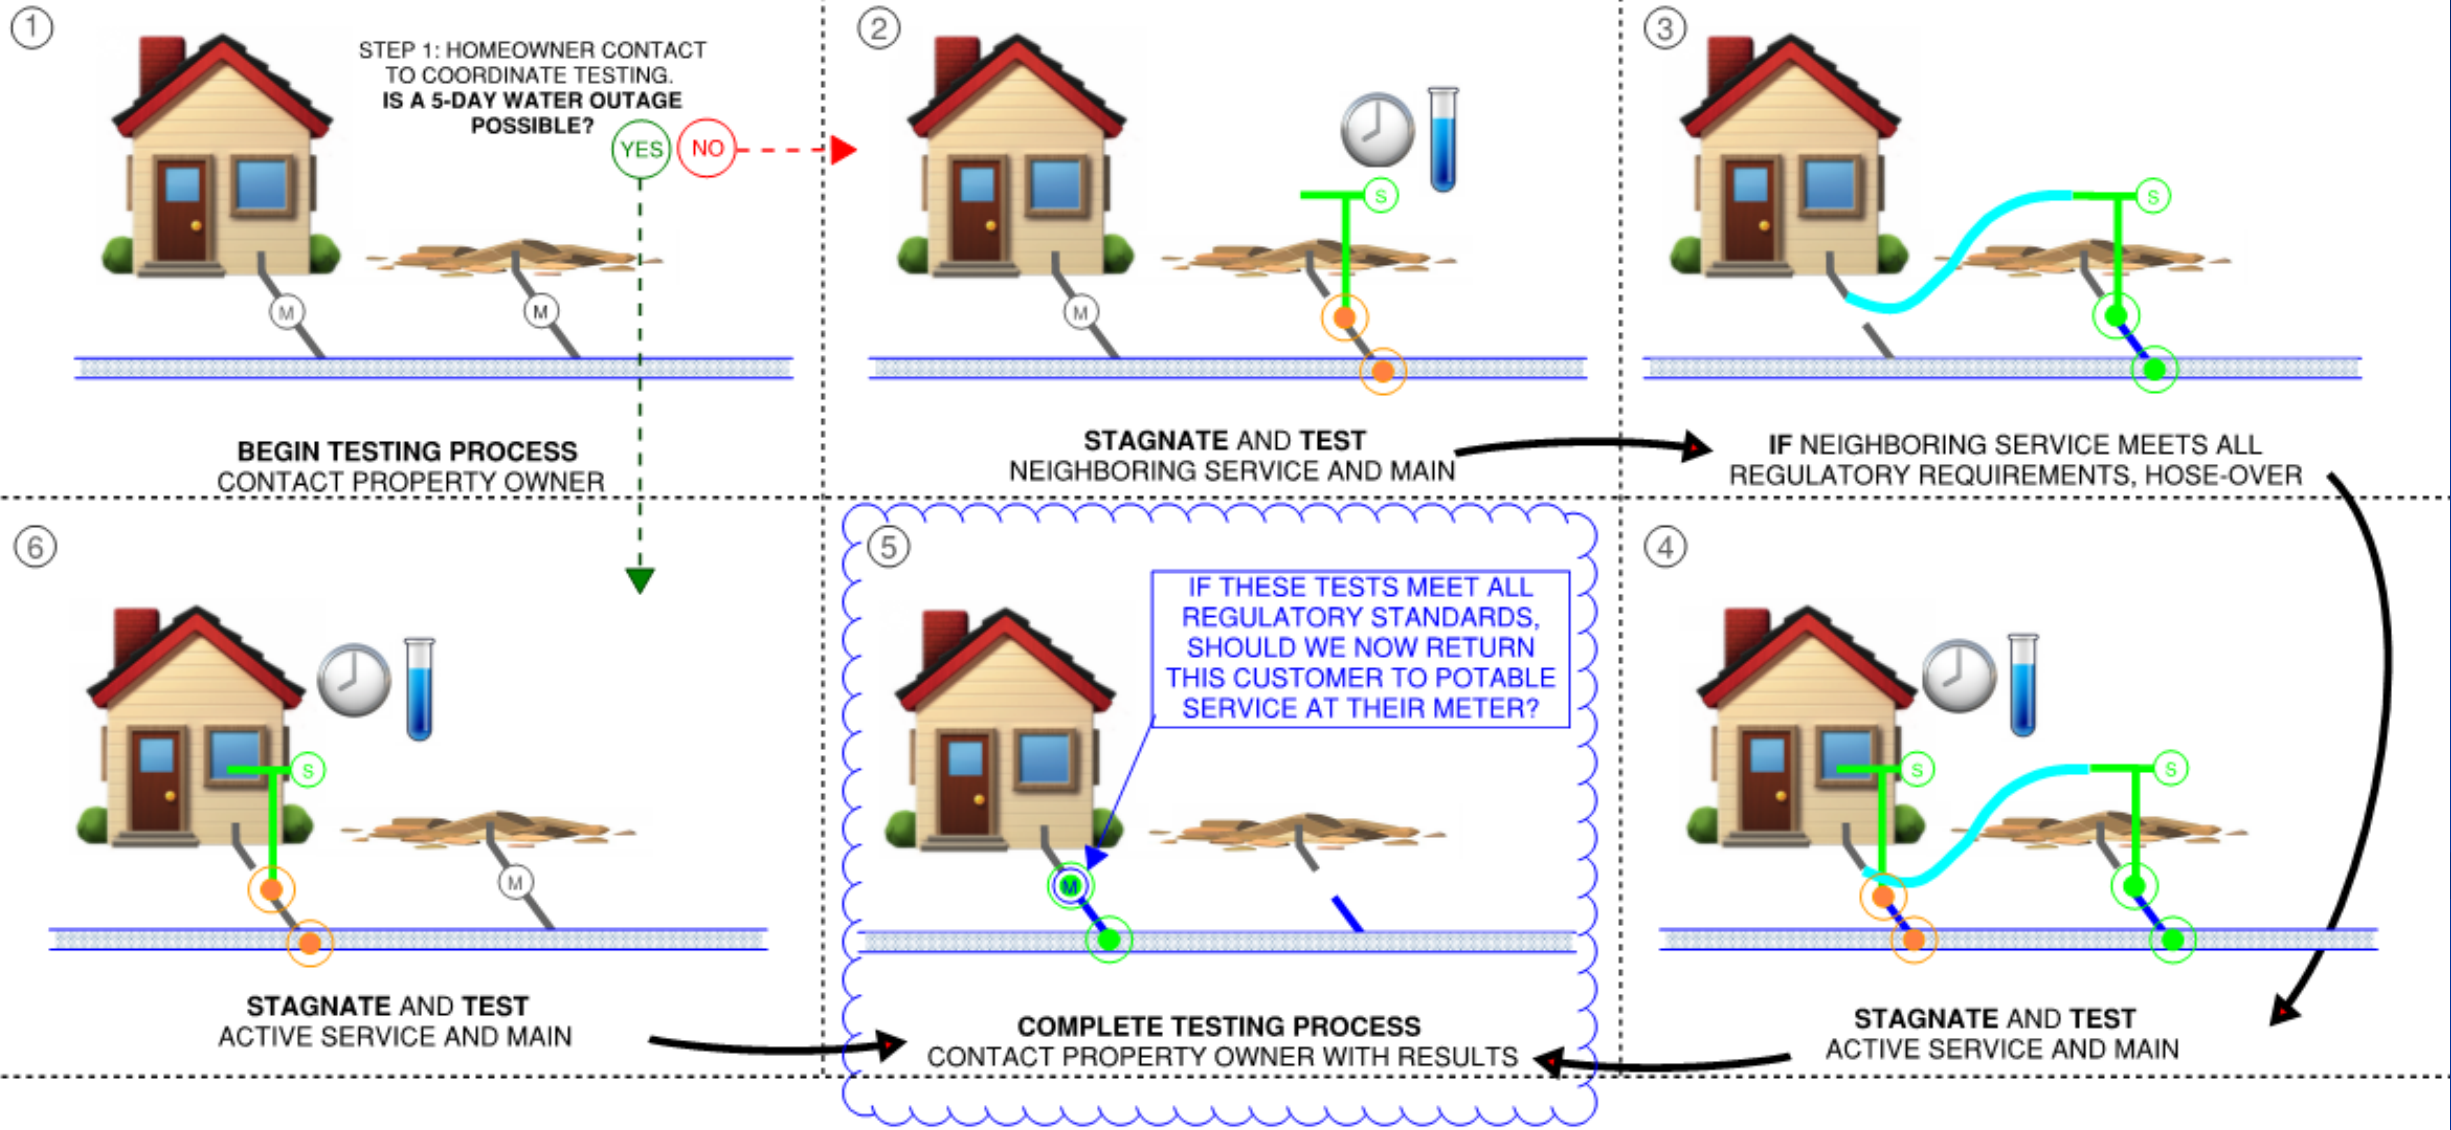 1
STEP 1: HOMEOWNER CONTACT
TO COORDINATE TESTING.
IS A 5-DAY WATER OUTAGE
POSSIBLE?
YES
NO
M
M
BEGIN TESTING PROCESS
CONTACT PROPERTY OWNER
2
S
M
STAGNATE AND TEST
NEIGHBORING SERVICE AND MAIN
3
S
IF NEIGHBORING SERVICE MEETS ALL
REGULATORY REQUIREMENTS, HOSE-OVER
6
S
M
STAGNATE AND TEST
ACTIVE SERVICE AND MAIN
5
IF THESE TESTS MEET ALL
REGULATORY STANDARDS,
SHOULD WE NOW RETURN
THIS CUSTOMER TO POTABLE
SERVICE AT THEIR METER?
M
COMPLETE TESTING PROCESS
CONTACT PROPERTY OWNER WITH RESULTS
4
S
S
STAGNATE AND TEST
ACTIVE SERVICE AND MAIN